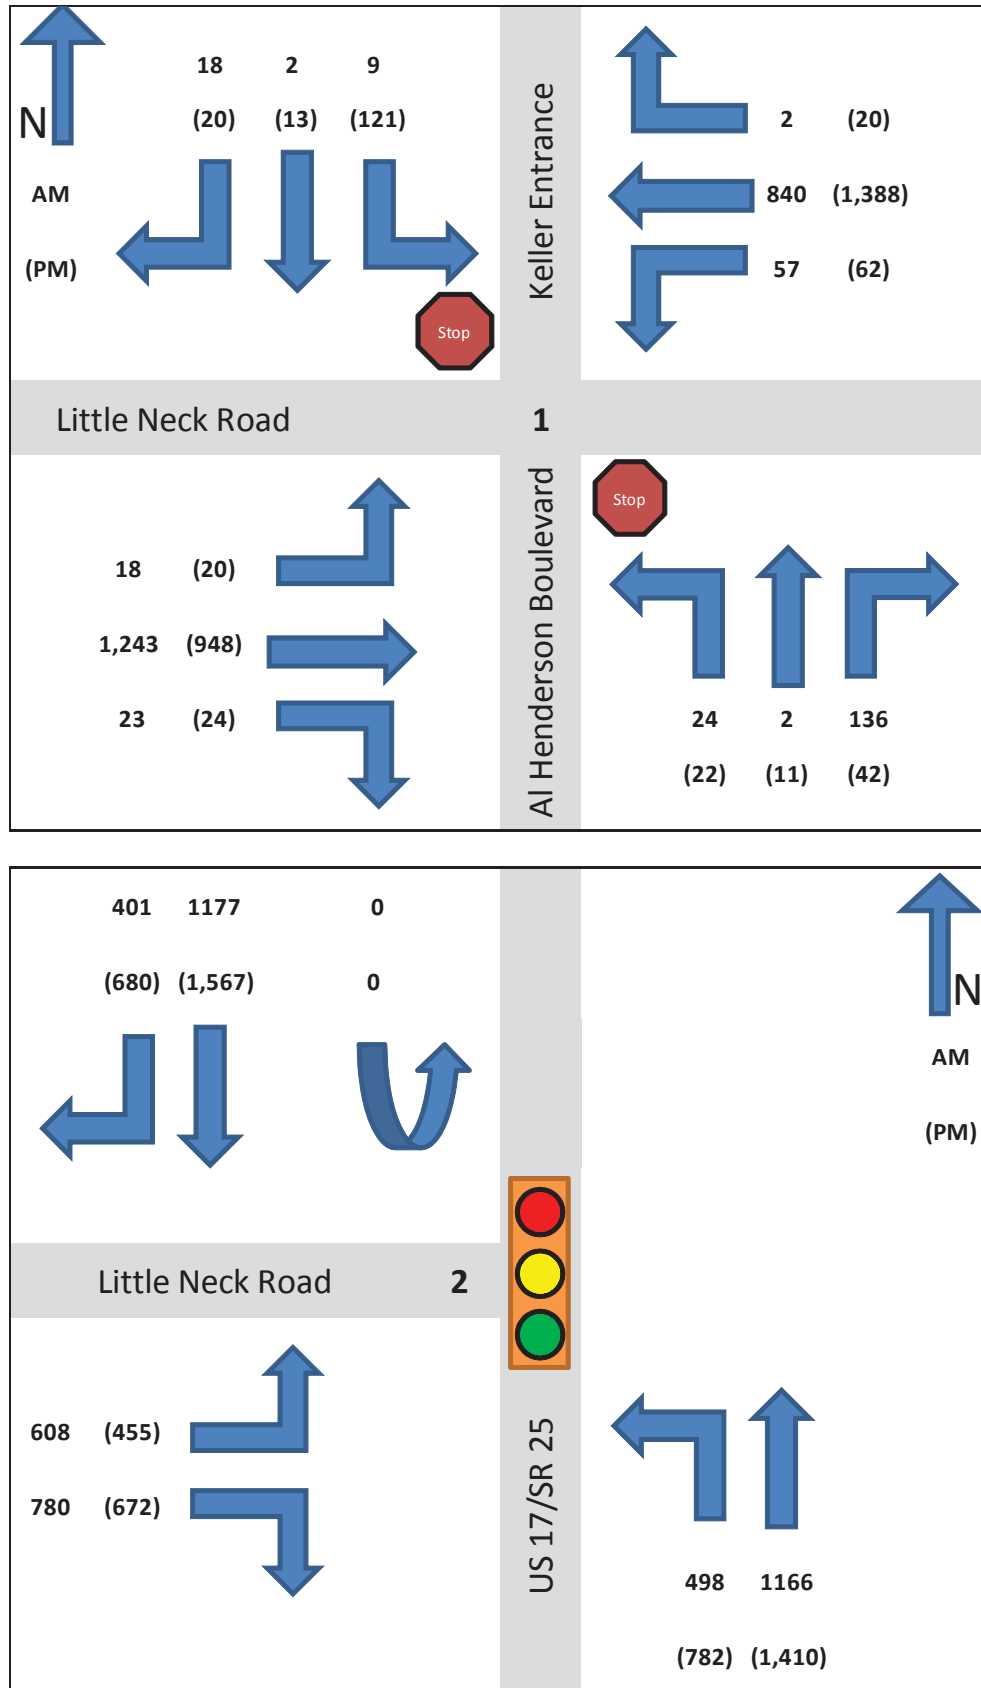 18 2 9
(20) (13) (121)
N
AM
(PM)
Stop
Keller Entrance
2 (20)
840 (1,388)
57 (62)
Little Neck Road 1
18 (20)
1,243 (948)
23 (24)
Al Henderson Boulevard
Stop
24 2 136
(22) (11) (42)
401 1177 0
(680) (1,567) 0
N
AM
(PM)
Little Neck Road 2
608 (455)
780 (672)
US 17/SR 25
498 1166
(782) (1,410)